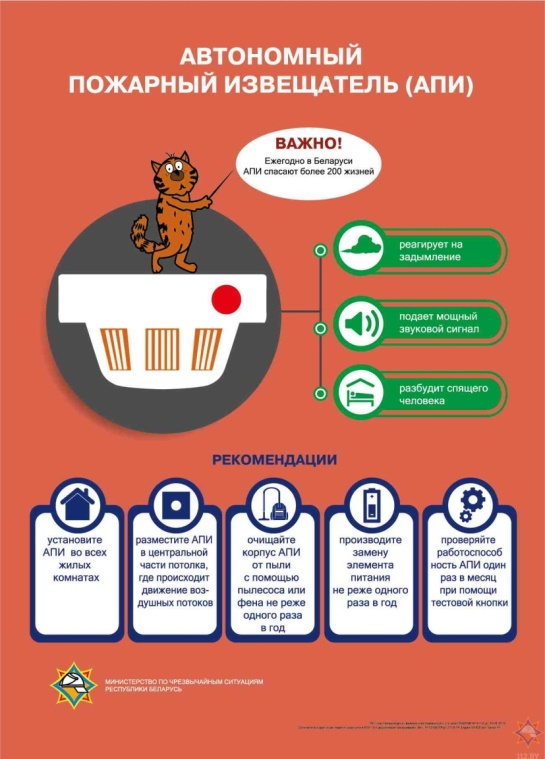 АВТОНОМНЫЙ
ПОЖАРНЫЙ ИЗВЕЩАТЕЛЬ (АПИ)
ВАЖНО!
Ежегодно в Беларуси
АПИ спасают более 200 жизней
реагирует на
задымление
подает мощный
звуковой сигнал
разбудит спящего
человека
РЕКОМЕНДАЦИИ
установите
АПИ во всех
жилых
комнатах
разместите АПИ
в центральной
части потолка,
где происходит
движение воз-
душных потоков
очищайте
корпус АПИ
от пыли
с помощью
пылесоса или
фена не реже
одного раза
в год
производите
замену
элемента
питания
не реже одного
раза в год
проверяйте
работоспособ
ность АПИ один
раз в месяц
при помощи
тестовой кнопки
МИНИСТЕРСТВО ПО ЧРЕЗВЫЧАЙНЫМ СИТУАЦИЯМ
РЕСПУБЛИКИ БЕЛАРУСЬ
112.BY